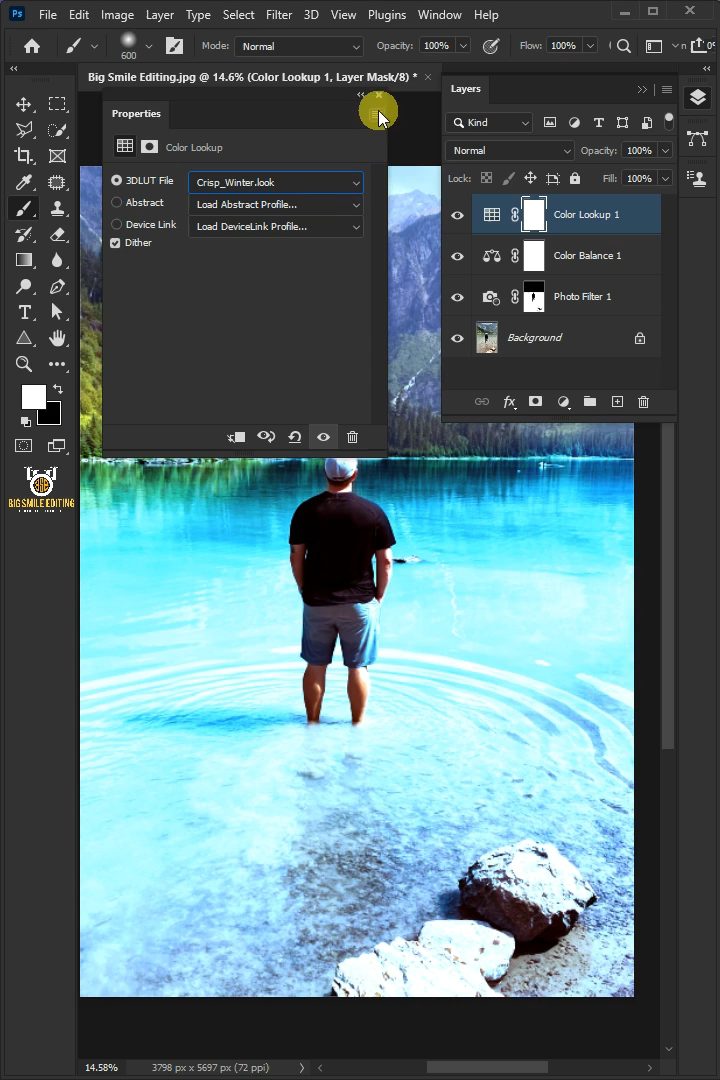 Ps File Edit Image Layer Type Select Filter 3D View Plugins Window Help
600 Mode: Normal Opacity: 100% Flow: 100% 0°
Big Smile Editing.jpg @ 14.6% (Color Lookup 1, Layer Mask/8) *
Properties
Color Lookup
3DLUT File Crisp_Winter.look
Abstract Load Abstract Profile...
Device Link Load DeviceLink Profile...
Dither
Layers
Kind
Normal Opacity: 100%
Lock: Fill: 100%
Color Lookup 1
Color Balance 1
Photo Filter 1
Background
BIG SMILE EDITING
14.58% 3798 px x 5697 px (72 ppi)